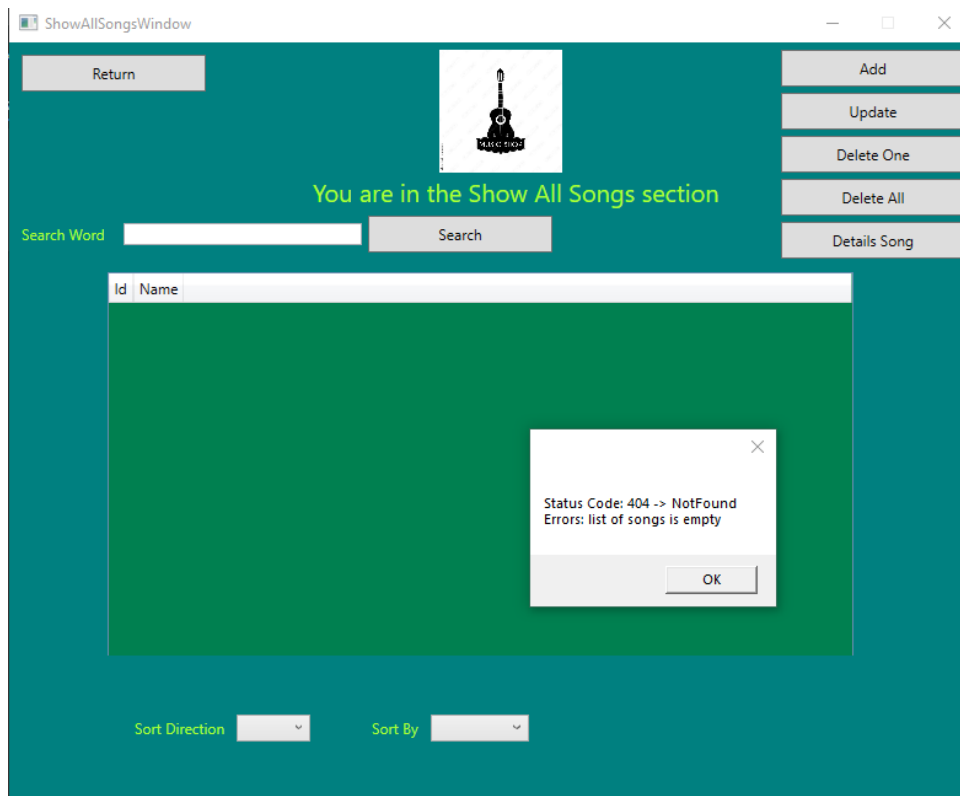 ShowAllSongsWindow
Return
MUSIC SHOP
Add
Update
Delete One
You are in the Show All Songs section
Delete All
Search Word
Search
Details Song
Id Name
Status Code: 404 -> NotFound
Errors: list of songs is empty
OK
Sort Direction
Sort By